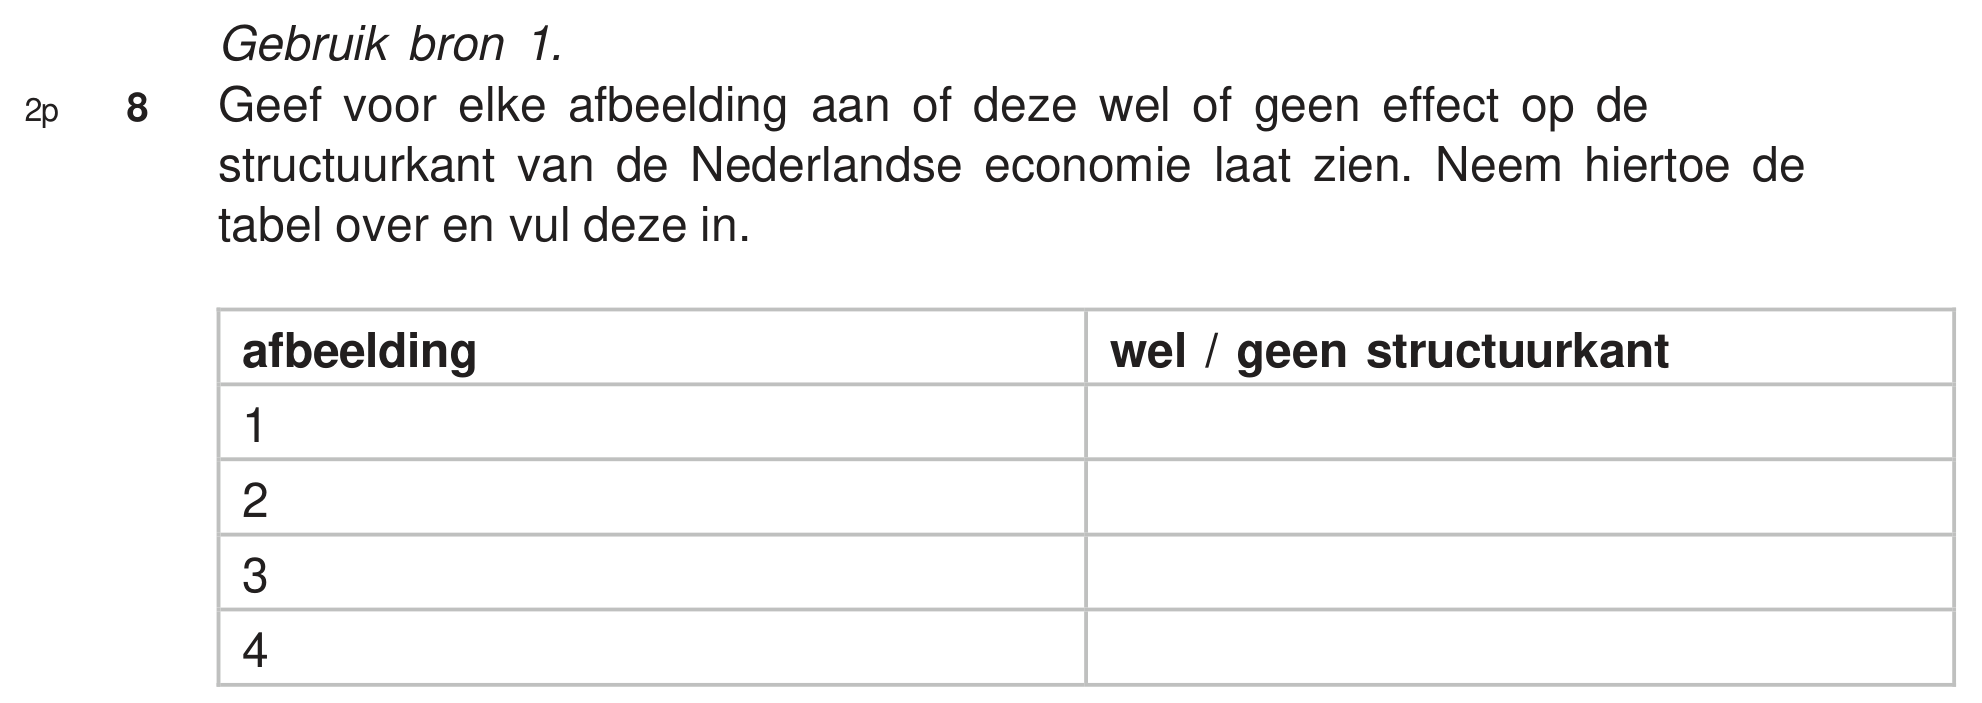 Gebruik bron 1.
2p 8 Geef voor elke afbeelding aan of deze wel of geen effect op de
structuurkant van de Nederlandse economie laat zien. Neem hiertoe de
tabel over en vul deze in.
afbeelding wel / geen structuurkant
1
2
3
4